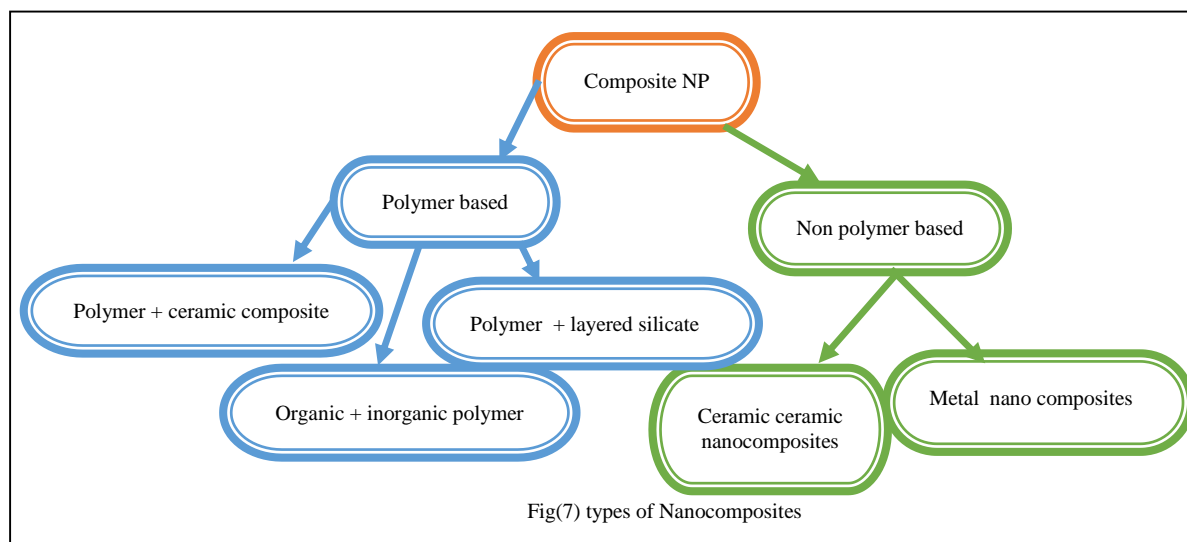 Composite NP
Polymer based
Non polymer based
Polymer + ceramic composite
Polymer + layered silicate
Organic + inorganic polymer
Ceramic ceramic
nanocomposites
Metal nano composites
Fig(7) types of Nanocomposites